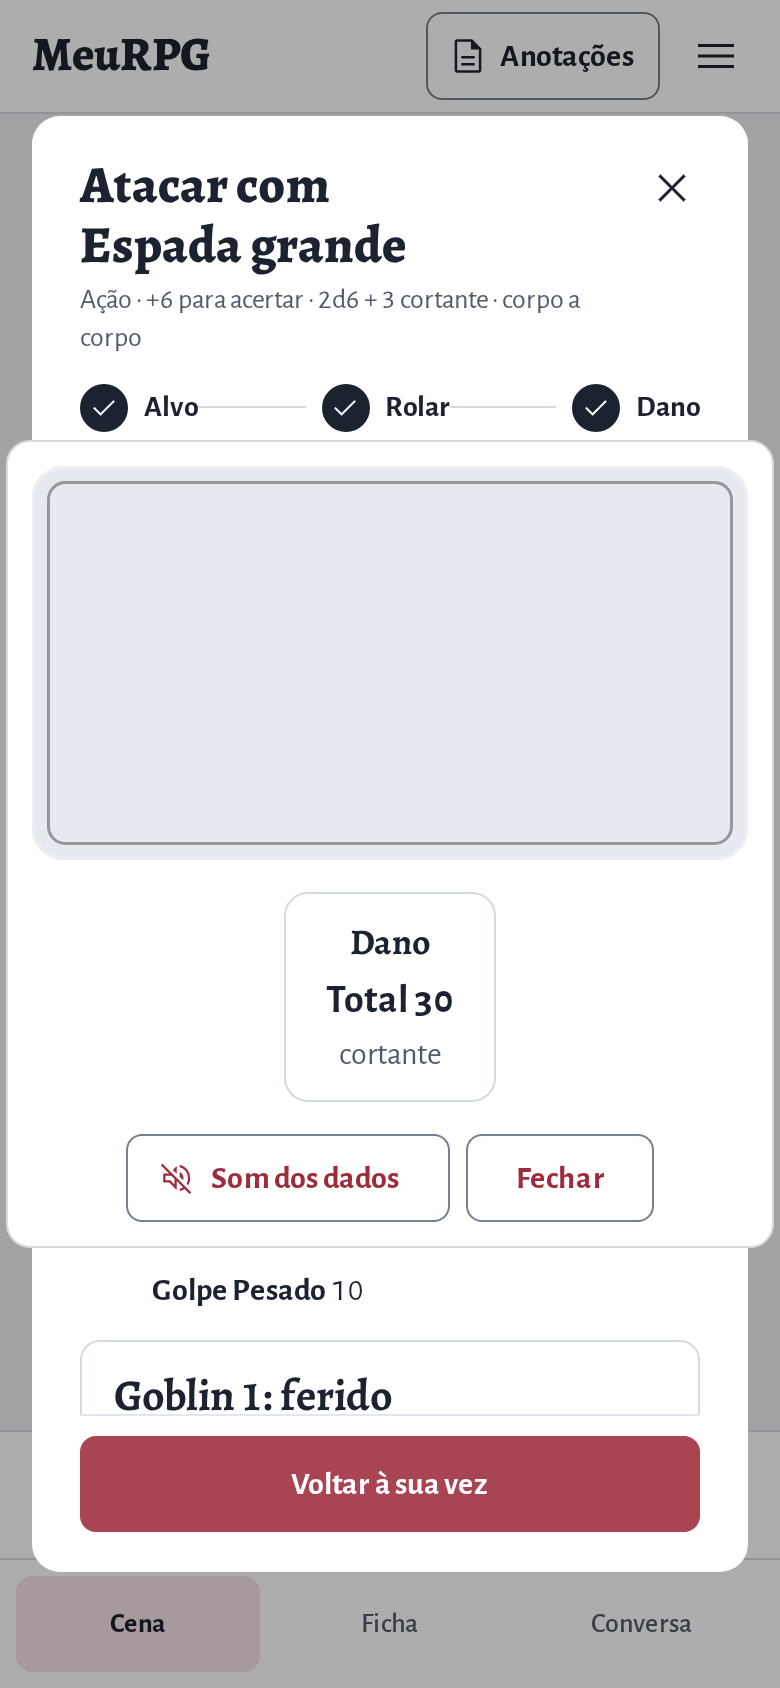 MeuRPG
Anotações
Atacar com
Espada grande
Ação · +6 para acertar · 2d6 + 3 cortante · corpo a
corpo
Alvo
Rolar
Dano
Dano
Total 30
cortante
Som dos dados
Fechar
Golpe Pesado 10
Goblin 1: ferido
Voltar à sua vez
Cena
Ficha
Conversa